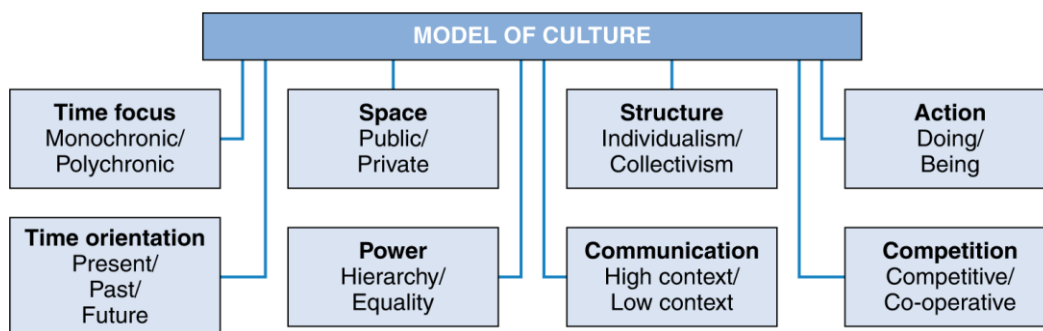 MODEL OF CULTURE
Time focus
Monochronic/
Polychronic
Space
Public/
Private
Structure
Individualism/
Collectivism
Action
Doing/
Being
Time orientation
Present/
Past/
Future
Power
Hierarchy/
Equality
Communication
High context/
Low context
Competition
Competitive/
Co-operative